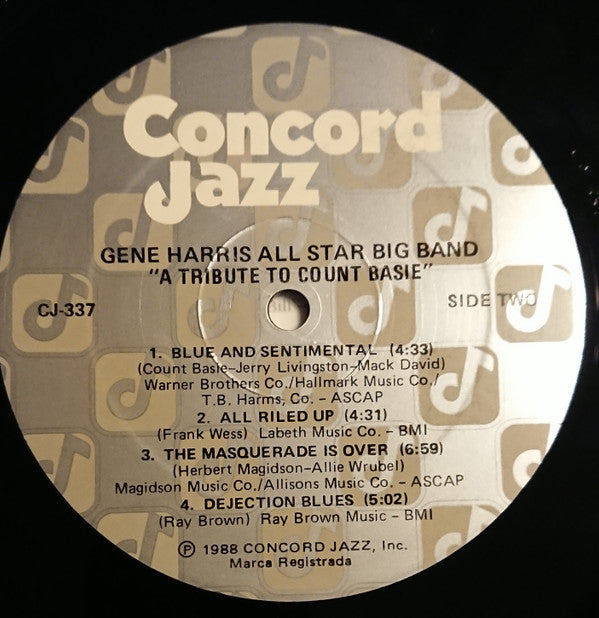 Concord
Jazz
GENE HARRIS ALL STAR BIG BAND
"A TRIBUTE TO COUNT BASIE"
CJ-337
SIDE TWO
1. BLUE AND SENTIMENTAL (4:33)
(Count Basie-Jerry Livingston-Mack David)
Warner Brothers Co./Hallmark Music Co./
T.B. Harms, Co. - ASCAP
2. ALL RILED UP (4:31)
(Frank Wess) Labeth Music Co. - BMI
3. THE MASQUERADE IS OVER (6:59)
(Herbert Magidson-Allie Wrubel)
Magidson Music Co./Allisons Music Co. - ASCAP
4. DEJECTION BLUES (5:02)
(Ray Brown) Ray Brown Music - BMI
℗ 1988 CONCORD JAZZ, Inc.
Marca Registrada